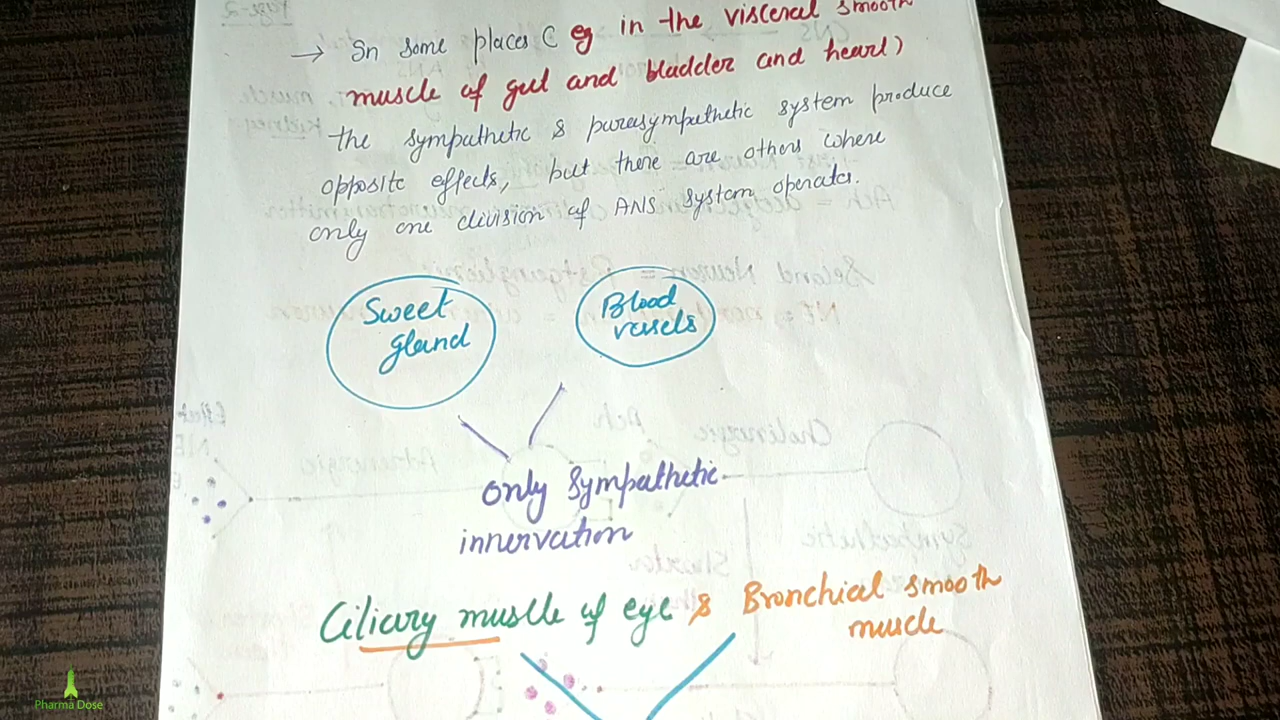 → In some places ( eg in the visceral smooth
muscle of gut and bladder and heart)
the sympathetic & parasympathetic system produce
opposite effects, but there are others where
only one division of ANS system operates.
Sweet
gland
Blood
vessels
only Sympathetic
innervation
Ciliary muscle of eye & Bronchial smooth
muscle
Pharma Dose